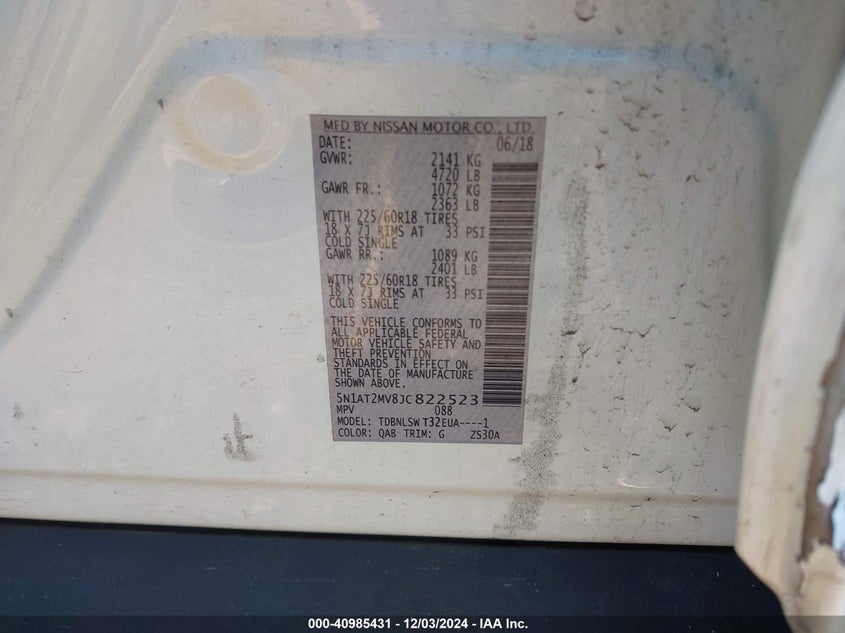 MFD BY NISSAN MOTOR CO., LTD.
DATE: 06/18
GVWR: 2141 KG
4720 LB
GAWR FR.: 1072 KG
2363 LB
WITH 225/60R18 TIRES
18 X 7J RIMS AT 33 PSI
COLD SINGLE
GAWR RR.: 1089 KG
2401 LB
WITH 225/60R18 TIRES
18 X 7J RIMS AT 33 PSI
COLD SINGLE
THIS VEHICLE CONFORMS TO
ALL APPLICABLE FEDERAL
MOTOR VEHICLE SAFETY AND
THEFT PREVENTION
STANDARDS IN EFFECT ON
THE DATE OF MANUFACTURE
SHOWN ABOVE.
5N1AT2MV8JC822523
MPV 088
MODEL: TDBNLSWT32EUA----1
COLOR: QAB TRIM: G ZS30A
000-40985431 - 12/03/2024 - IAA Inc.